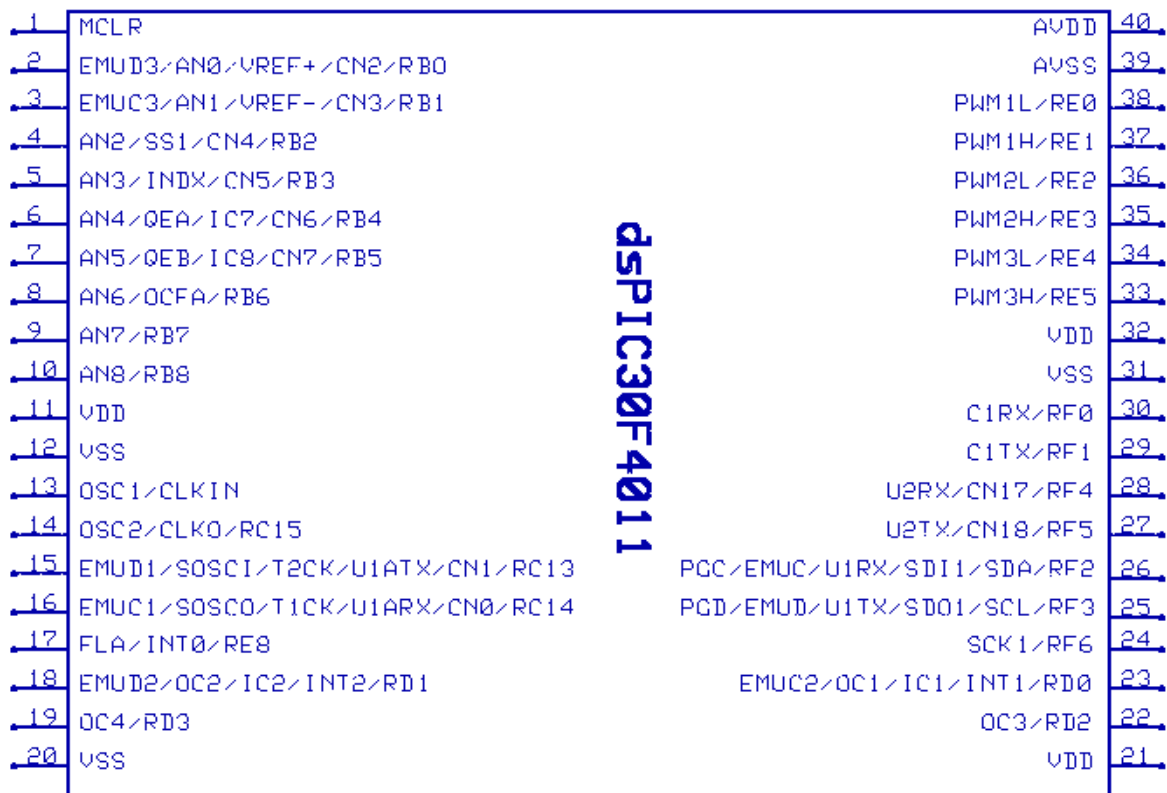 1 MCLR AVDD 40
2 EMUD3/AN0/VREF+/CN2/RB0 AVSS 39
3 EMUC3/AN1/VREF-/CN3/RB1 PWM1L/RE0 38
4 AN2/SS1/CN4/RB2 PWM1H/RE1 37
5 AN3/INDX/CN5/RB3 PWM2L/RE2 36
6 AN4/QEA/IC7/CN6/RB4 PWM2H/RE3 35
7 AN5/QEB/IC8/CN7/RB5 PWM3L/RE4 34
8 AN6/OCFA/RB6 PWM3H/RE5 33
9 AN7/RB7 VDD 32
10 AN8/RB8 VSS 31
11 VDD C1RX/RF0 30
12 VSS C1TX/RF1 29
13 OSC1/CLKIN U2RX/CN17/RF4 28
14 OSC2/CLKO/RC15 U2TX/CN18/RF5 27
15 EMUD1/SOSCI/T2CK/U1ATX/CN1/RC13 PGC/EMUC/U1RX/SDI1/SDA/RF2 26
16 EMUC1/SOSCO/T1CK/U1ARX/CN0/RC14 PGD/EMUD/U1TX/SDO1/SCL/RF3 25
17 FLA/INT0/RE8 SCK1/RF6 24
18 EMUD2/OC2/IC2/INT2/RD1 EMUC2/OC1/IC1/INT1/RD0 23
19 OC4/RD3 OC3/RD2 22
20 VSS VDD 21
dsPIC30F4011